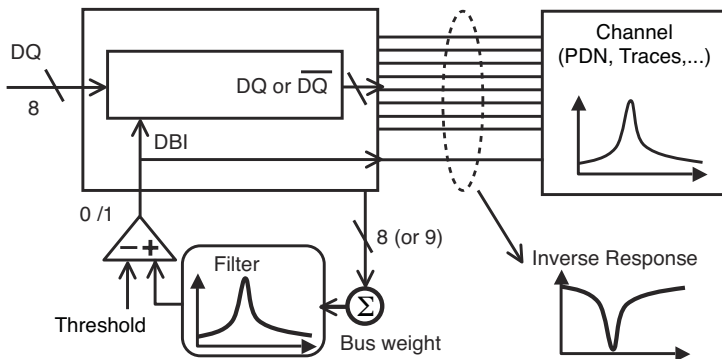 DQ
8
DQ or D̅Q̅
DBI
Channel
(PDN, Traces,...)
0 /1
− +
Threshold
Filter
8 (or 9)
Σ
Bus weight
Inverse Response